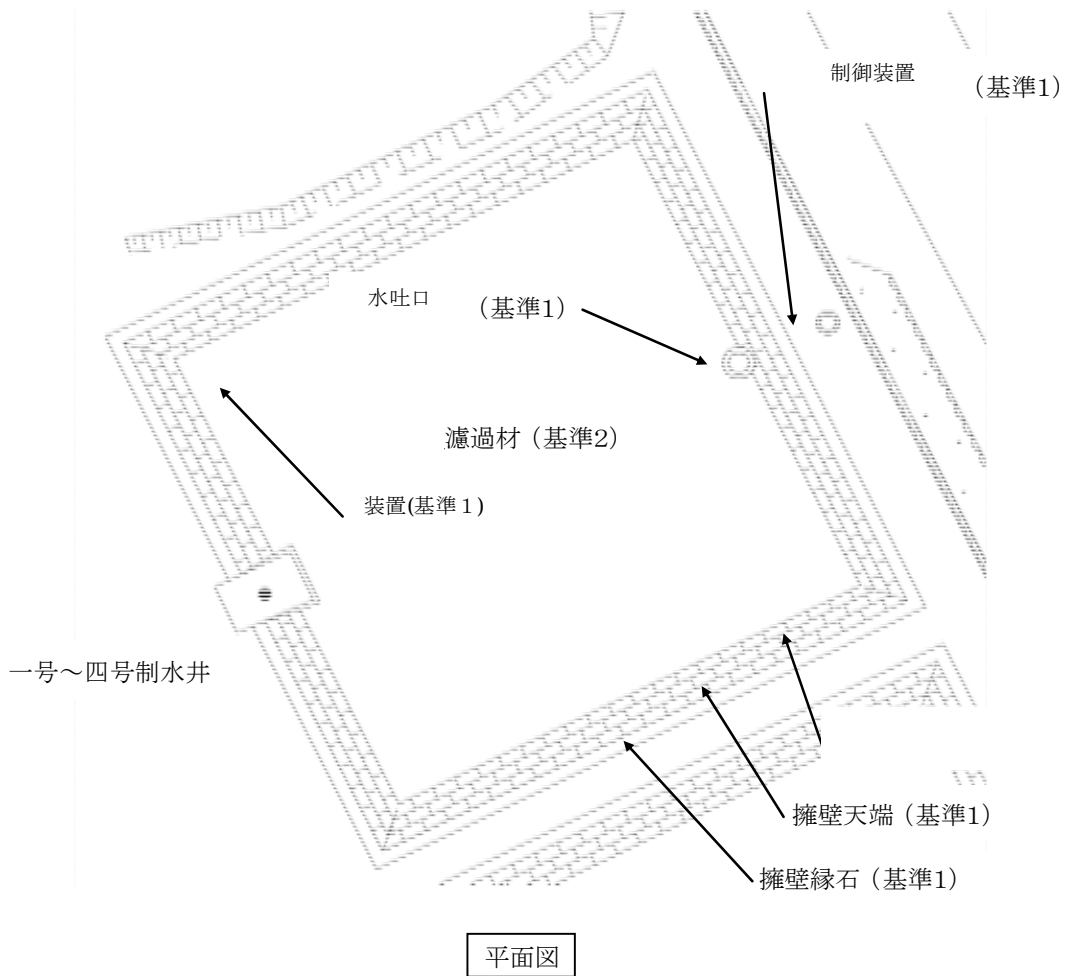 制御装置
（基準1）
水吐口
（基準1）
濾過材（基準2）
装置(基準１)
一号～四号制水井
擁壁天端（基準1）
擁壁縁石（基準1）
平面図